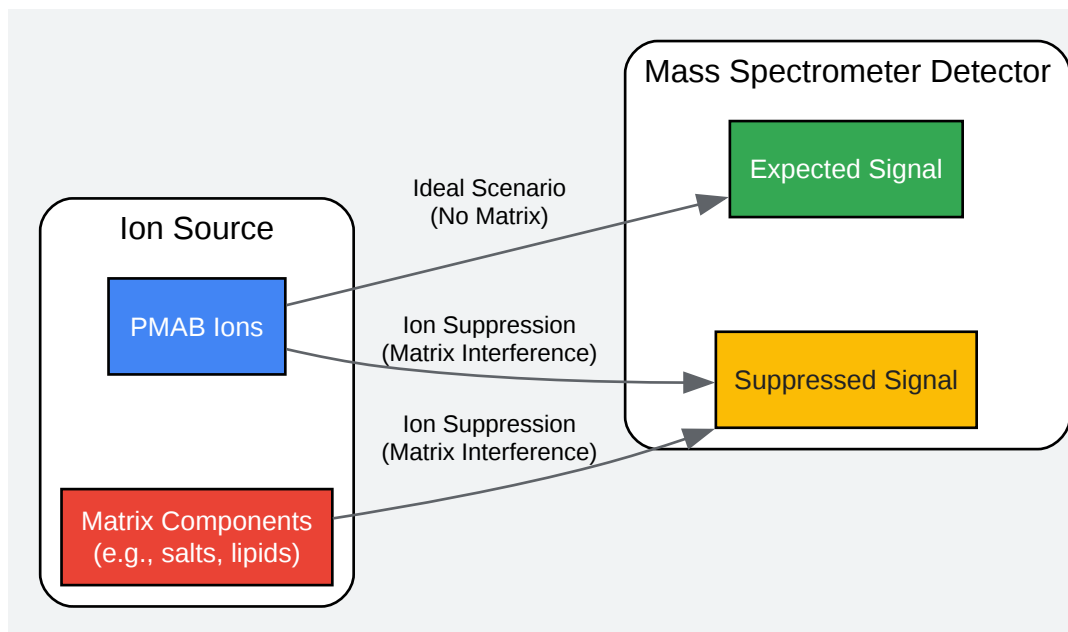 Mass Spectrometer Detector
Expected Signal
Ideal Scenario
(No Matrix)
Ion Source
PMAB Ions
Ion Suppression
(Matrix Interference)
Suppressed Signal
Ion Suppression
(Matrix Interference)
Matrix Components
(e.g., salts, lipids)